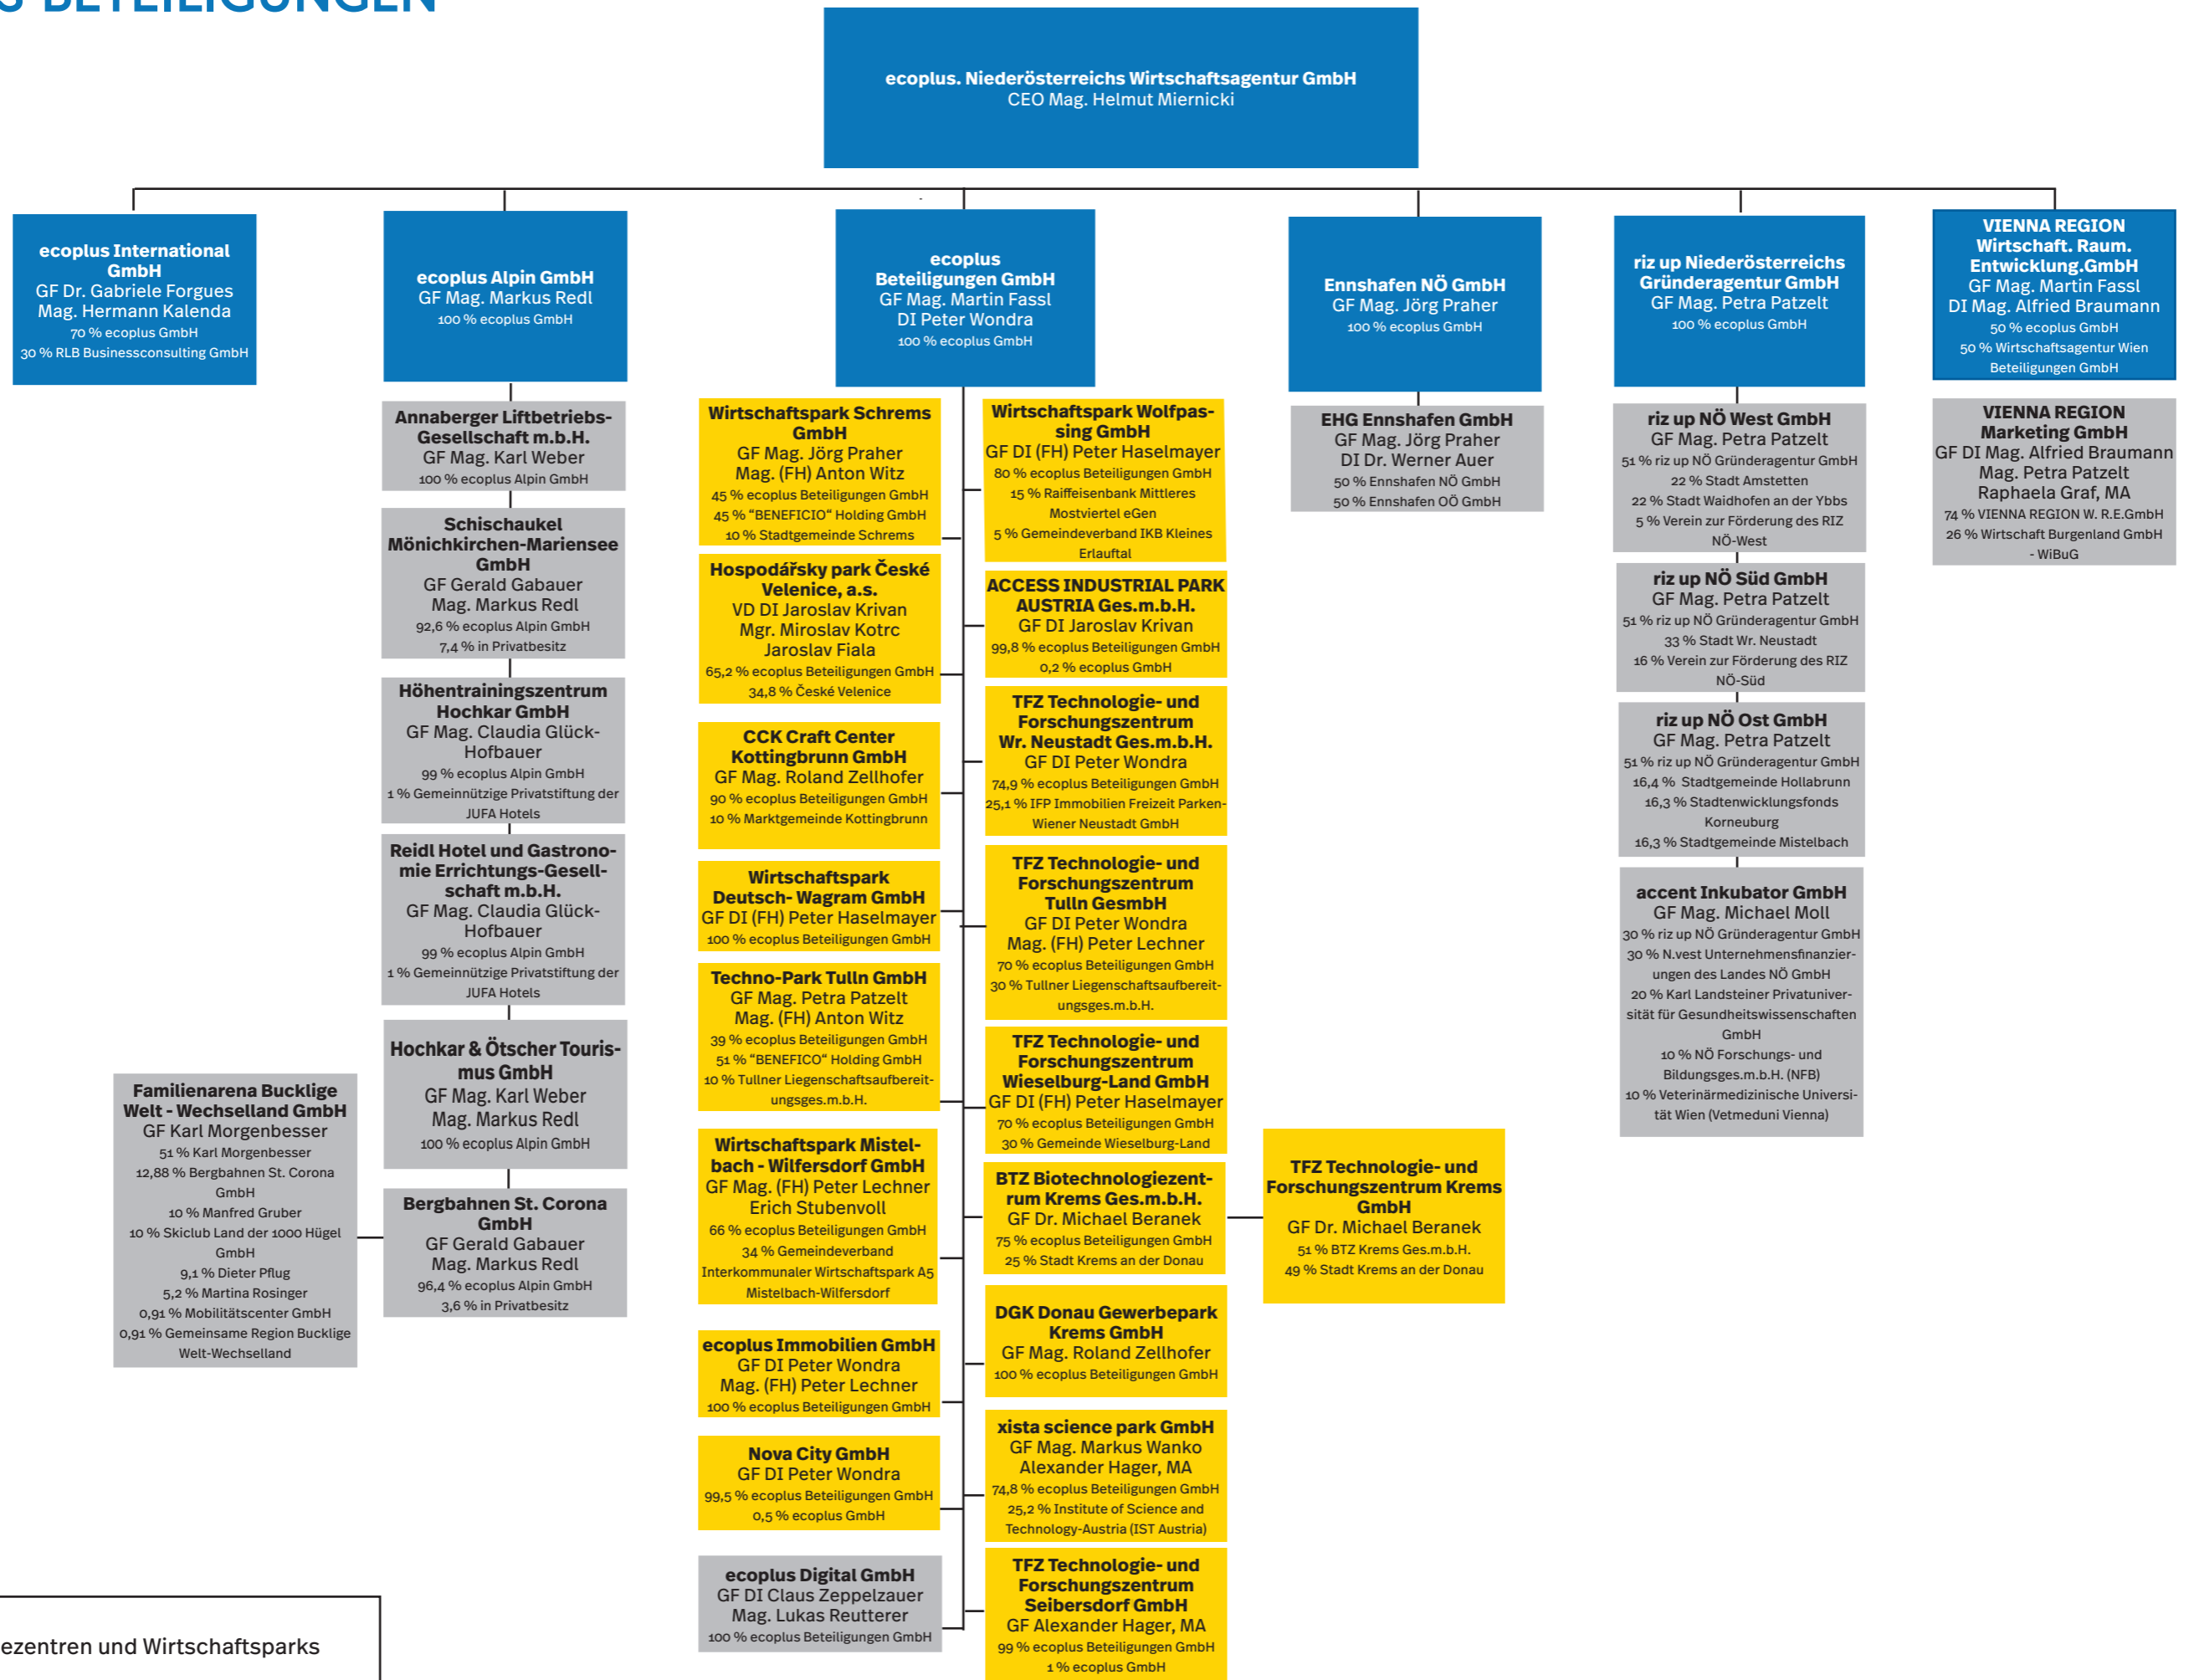 BETEILIGUNGEN
ecoplus. Niederösterreichs Wirtschaftsagentur GmbH
CEO Mag. Helmut Miernicki
ecoplus International
GmbH
GF Dr. Gabriele Forgues
Mag. Hermann Kalenda
70 % ecoplus GmbH
30 % RLB Businessconsulting GmbH
ecoplus Alpin GmbH
GF Mag. Markus Redl
100 % ecoplus GmbH
ecoplus
Beteiligungen GmbH
GF Mag. Martin Fassl
DI Peter Wondra
100 % ecoplus GmbH
Ennshafen NÖ GmbH
GF Mag. Jörg Praher
100 % ecoplus GmbH
riz up Niederösterreichs
Gründeragentur GmbH
GF Mag. Petra Patzelt
100 % ecoplus GmbH
VIENNA REGION
Wirtschaft. Raum.
Entwicklung.GmbH
GF Mag. Martin Fassl
DI Mag. Alfried Braumann
50 % ecoplus GmbH
50 % Wirtschaftsagentur Wien
Beteiligungen GmbH
Annaberger Liftbetriebs-
Gesellschaft m.b.H.
GF Mag. Karl Weber
100 % ecoplus Alpin GmbH
Schischaukel
Mönichkirchen-Mariensee
GmbH
GF Gerald Gabauer
Mag. Markus Redl
92,6 % ecoplus Alpin GmbH
7,4 % in Privatbesitz
Höhentrainingszentrum
Hochkar GmbH
GF Mag. Claudia Glück-
Hofbauer
99 % ecoplus Alpin GmbH
1 % Gemeinnützige Privatstiftung der
JUFA Hotels
Reidl Hotel und Gastrono-
mie Errichtungs-Gesell-
schaft m.b.H.
GF Mag. Claudia Glück-
Hofbauer
99 % ecoplus Alpin GmbH
1 % Gemeinnützige Privatstiftung der
JUFA Hotels
Hochkar & Ötscher Touris-
mus GmbH
GF Mag. Karl Weber
Mag. Markus Redl
100 % ecoplus Alpin GmbH
Bergbahnen St. Corona
GmbH
GF Gerald Gabauer
Mag. Markus Redl
96,4 % ecoplus Alpin GmbH
3,6 % in Privatbesitz
Familienarena Bucklige
Welt - Wechselland GmbH
GF Karl Morgenbesser
51 % Karl Morgenbesser
12,88 % Bergbahnen St. Corona
GmbH
10 % Manfred Gruber
10 % Skiclub Land der 1000 Hügel
GmbH
9,1 % Dieter Pflug
5,2 % Martina Rosinger
0,91 % Mobilitätscenter GmbH
0,91 % Gemeinsame Region Bucklige
Welt-Wechselland
Wirtschaftspark Schrems
GmbH
GF Mag. Jörg Praher
Mag. (FH) Anton Witz
45 % ecoplus Beteiligungen GmbH
45 % “BENEFICIO“ Holding GmbH
10 % Stadtgemeinde Schrems
Hospodářsky park České
Velenice, a.s.
VD DI Jaroslav Krivan
Mgr. Miroslav Kotrc
Jaroslav Fiala
65,2 % ecoplus Beteiligungen GmbH
34,8 % České Velenice
CCK Craft Center
Kottingbrunn GmbH
GF Mag. Roland Zellhofer
90 % ecoplus Beteiligungen GmbH
10 % Marktgemeinde Kottingbrunn
Wirtschaftspark
Deutsch- Wagram GmbH
GF DI (FH) Peter Haselmayer
100 % ecoplus Beteiligungen GmbH
Techno-Park Tulln GmbH
GF Mag. Petra Patzelt
Mag. (FH) Anton Witz
39 % ecoplus Beteiligungen GmbH
51 % “BENEFICO“ Holding GmbH
10 % Tullner Liegenschaftsaufbereit-
ungsges.m.b.H.
Wirtschaftspark Mistel-
bach - Wilfersdorf GmbH
GF Mag. (FH) Peter Lechner
Erich Stubenvoll
66 % ecoplus Beteiligungen GmbH
34 % Gemeindeverband
Interkommunaler Wirtschaftspark A5
Mistelbach-Wilfersdorf
ecoplus Immobilien GmbH
GF DI Peter Wondra
Mag. (FH) Peter Lechner
100 % ecoplus Beteiligungen GmbH
Nova City GmbH
GF DI Peter Wondra
99,5 % ecoplus Beteiligungen GmbH
0,5 % ecoplus GmbH
ecoplus Digital GmbH
GF DI Claus Zeppelzauer
Mag. Lukas Reutterer
100 % ecoplus Beteiligungen GmbH
Wirtschaftspark Wolfpas-
sing GmbH
GF DI (FH) Peter Haselmayer
80 % ecoplus Beteiligungen GmbH
15 % Raiffeisenbank Mittleres
Mostviertel eGen
5 % Gemeindeverband IKB Kleines
Erlauftal
ACCESS INDUSTRIAL PARK
AUSTRIA Ges.m.b.H.
GF DI Jaroslav Krivan
99,8 % ecoplus Beteiligungen GmbH
0,2 % ecoplus GmbH
TFZ Technologie- und
Forschungszentrum
Wr. Neustadt Ges.m.b.H.
GF DI Peter Wondra
74,9 % ecoplus Beteiligungen GmbH
25,1 % IFP Immobilien Freizeit Parken-
Wiener Neustadt GmbH
TFZ Technologie- und
Forschungszentrum
Tulln GesmbH
GF DI Peter Wondra
Mag. (FH) Peter Lechner
70 % ecoplus Beteiligungen GmbH
30 % Tullner Liegenschaftsaufbereit-
ungsges.m.b.H.
TFZ Technologie- und
Forschungszentrum
Wieselburg-Land GmbH
GF DI (FH) Peter Haselmayer
70 % ecoplus Beteiligungen GmbH
30 % Gemeinde Wieselburg-Land
BTZ Biotechnologiezent-
rum Krems Ges.m.b.H.
GF Dr. Michael Beranek
75 % ecoplus Beteiligungen GmbH
25 % Stadt Krems an der Donau
TFZ Technologie- und
Forschungszentrum Krems
GmbH
GF Dr. Michael Beranek
51 % BTZ Krems Ges.m.b.H.
49 % Stadt Krems an der Donau
DGK Donau Gewerbepark
Krems GmbH
GF Mag. Roland Zellhofer
100 % ecoplus Beteiligungen GmbH
xista science park GmbH
GF Mag. Markus Wanko
Alexander Hager, MA
74,8 % ecoplus Beteiligungen GmbH
25,2 % Institute of Science and
Technology-Austria (IST Austria)
TFZ Technologie- und
Forschungszentrum
Seibersdorf GmbH
GF Alexander Hager, MA
99 % ecoplus Beteiligungen GmbH
1 % ecoplus GmbH
EHG Ennshafen GmbH
GF Mag. Jörg Praher
DI Dr. Werner Auer
50 % Ennshafen NÖ GmbH
50 % Ennshafen OÖ GmbH
riz up NÖ West GmbH
GF Mag. Petra Patzelt
51 % riz up NÖ Gründeragentur GmbH
22 % Stadt Amstetten
22 % Stadt Waidhofen an der Ybbs
5 % Verein zur Förderung des RIZ
NÖ-West
riz up NÖ Süd GmbH
GF Mag. Petra Patzelt
51 % riz up NÖ Gründeragentur GmbH
33 % Stadt Wr. Neustadt
16 % Verein zur Förderung des RIZ
NÖ-Süd
riz up NÖ Ost GmbH
GF Mag. Petra Patzelt
51 % riz up NÖ Gründeragentur GmbH
16,4 % Stadtgemeinde Hollabrunn
16,3 % Stadtenwicklungsfonds
Korneuburg
16,3 % Stadtgemeinde Mistelbach
accent Inkubator GmbH
GF Mag. Michael Moll
30 % riz up NÖ Gründeragentur GmbH
30 % N.vest Unternehmensfinanzier-
ungen des Landes NÖ GmbH
20 % Karl Landsteiner Privatuniver-
sität für Gesundheitswissenschaften
GmbH
10 % NÖ Forschungs- und
Bildungsges.m.b.H. (NFB)
10 % Veterinärmedizinische Universi-
tät Wien (Vetmeduni Vienna)
VIENNA REGION
Marketing GmbH
GF DI Mag. Alfried Braumann
Mag. Petra Patzelt
Raphaela Graf, MA
74 % VIENNA REGION W. R.E.GmbH
26 % Wirtschaft Burgenland GmbH
- WiBuG
ezentren und Wirtschaftsparks